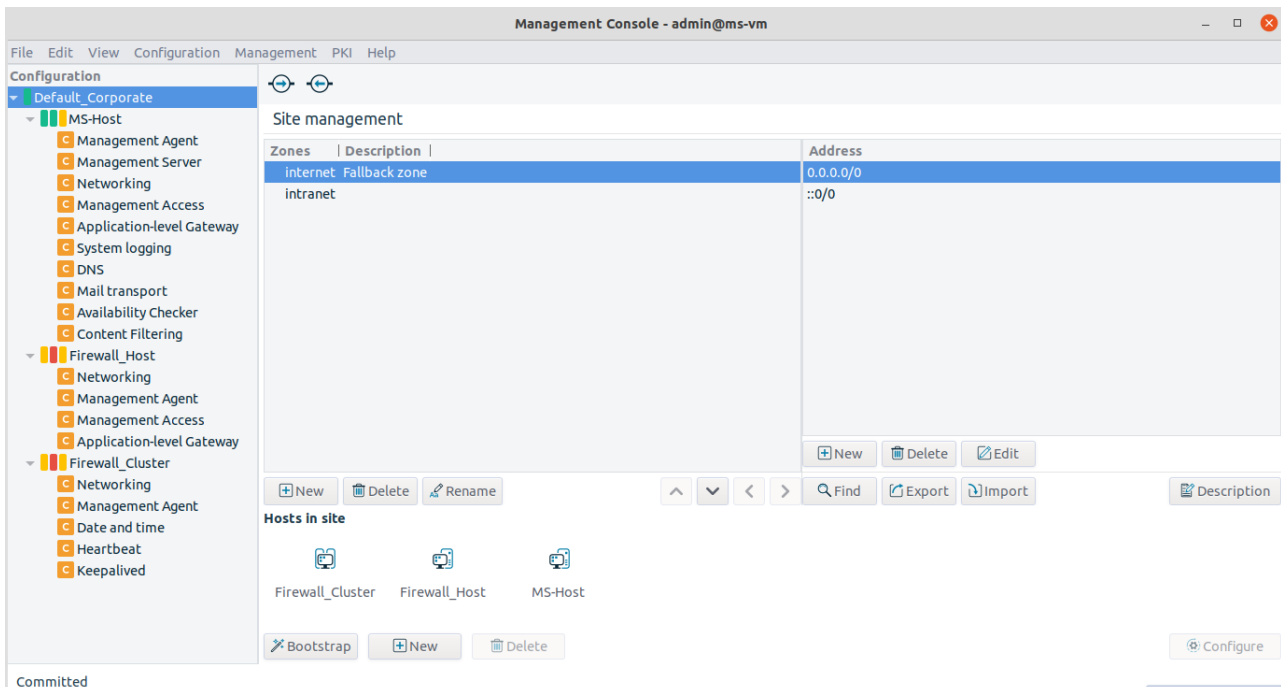 Management Console - admin@ms-vm
File Edit View Configuration Management PKI Help
Configuration
Default_Corporate
MS-Host
C Management Agent
C Management Server
C Networking
C Management Access
C Application-level Gateway
C System logging
C DNS
C Mail transport
C Availability Checker
C Content Filtering
Firewall_Host
C Networking
C Management Agent
C Management Access
C Application-level Gateway
Firewall_Cluster
C Networking
C Management Agent
C Date and time
C Heartbeat
C Keepalived
Site management
Zones | Description |
internet Fallback zone
intranet
Address
0.0.0.0/0
::0/0
New Delete Edit
New Delete Rename
Find Export Import Description
Hosts in site
Firewall_Cluster Firewall_Host MS-Host
Bootstrap New Delete Configure
Committed